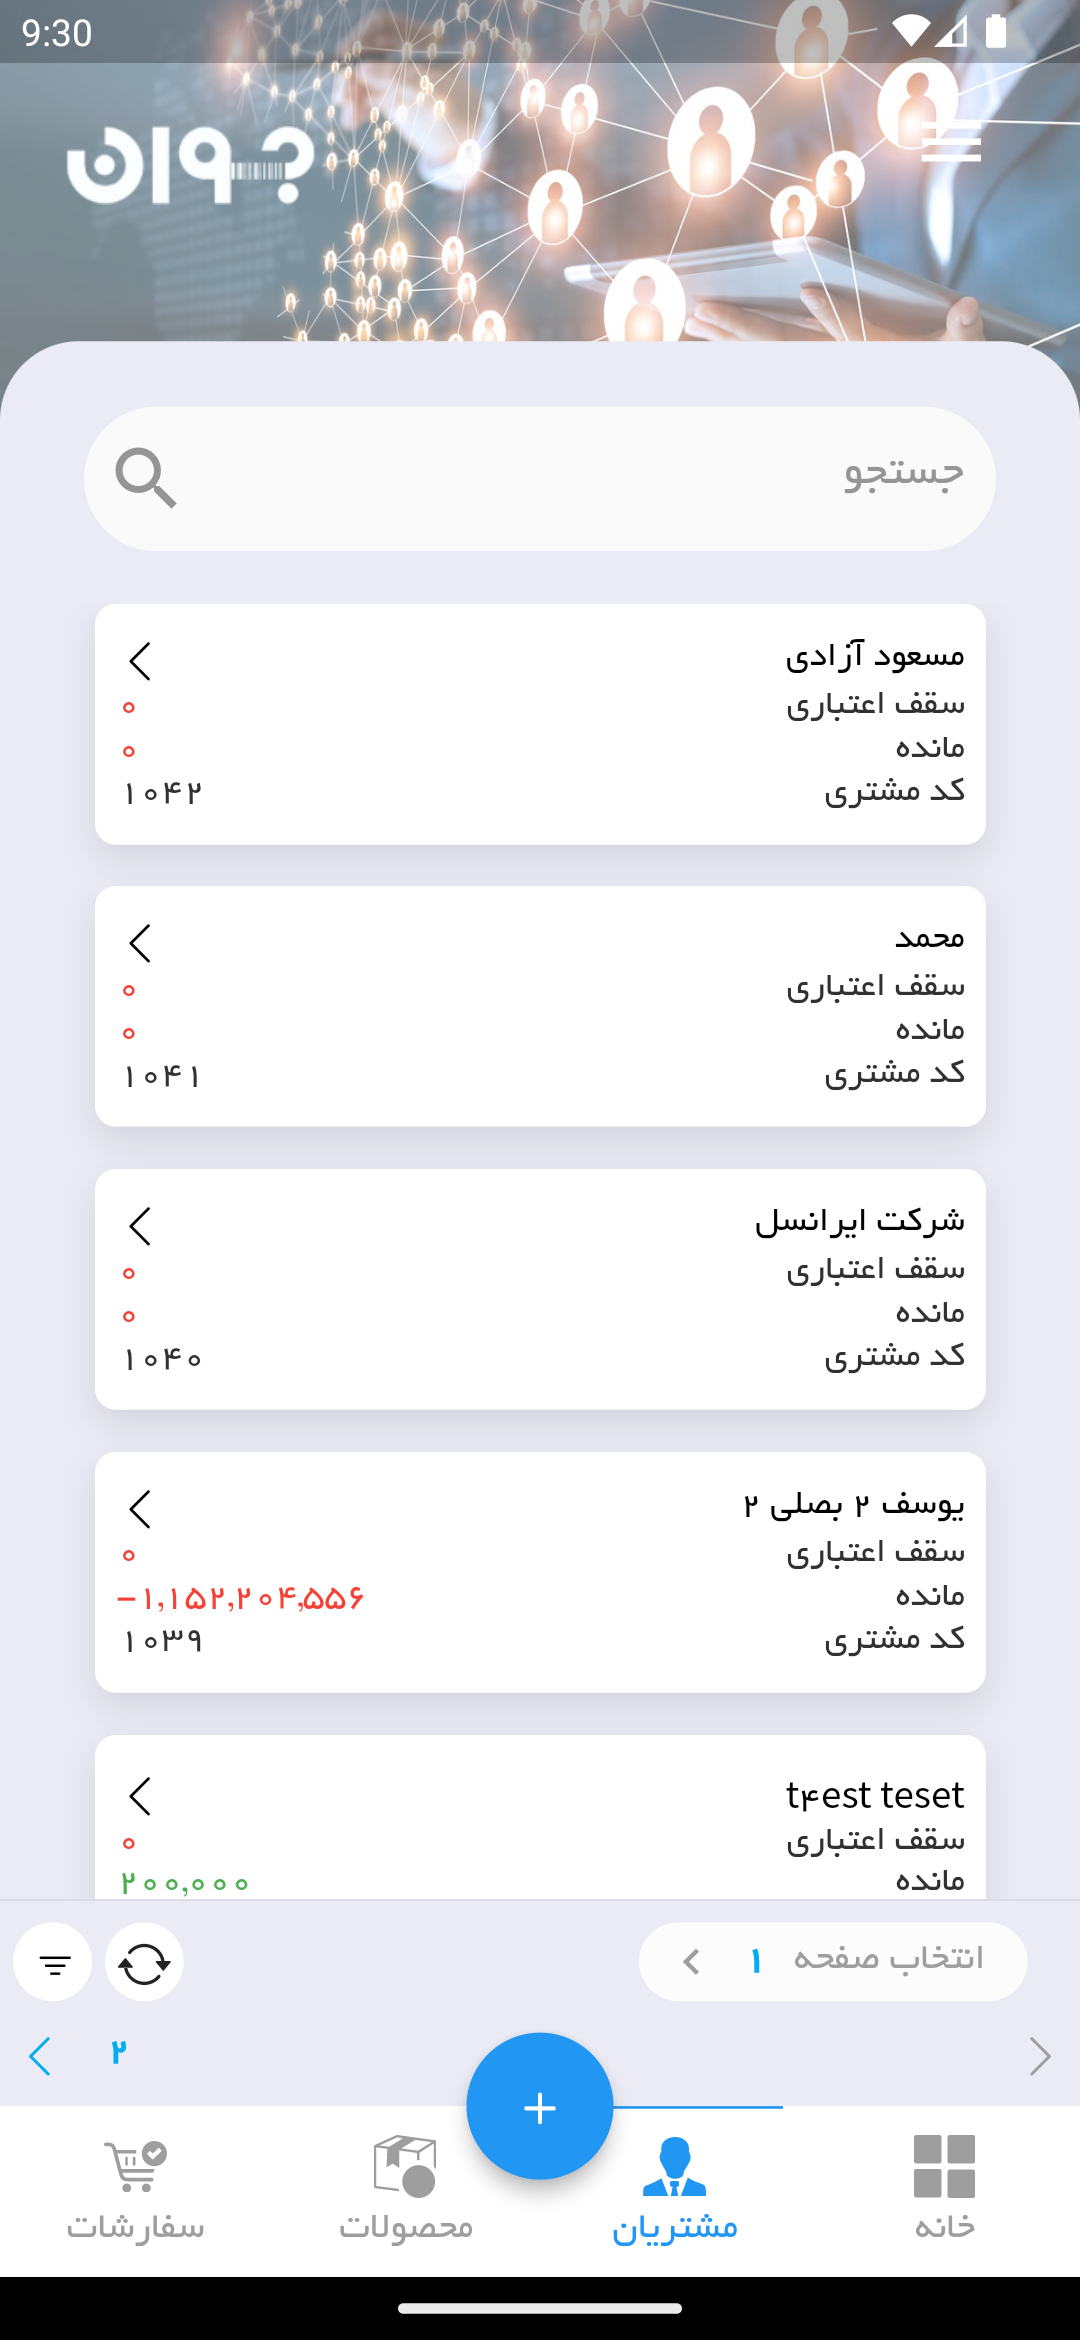 9:30
جوان
جستجو
مسعود آزادی
سقف اعتباری ۰
مانده ۰
کد مشتری ۱۰۴۲
محمد
سقف اعتباری ۰
مانده ۰
کد مشتری ۱۰۴۱
شرکت ایرانسل
سقف اعتباری ۰
مانده ۰
کد مشتری ۱۰۴۰
یوسف ۲ بصلی ۲
سقف اعتباری ۰
مانده −۱,۱۵۲,۲۰۴,۵۵۶
کد مشتری ۱۰۳۹
t۴est teset
سقف اعتباری ۰
مانده ۲۰۰,۰۰۰
انتخاب صفحه ۱
۲
خانه
مشتریان
محصولات
سفارشات